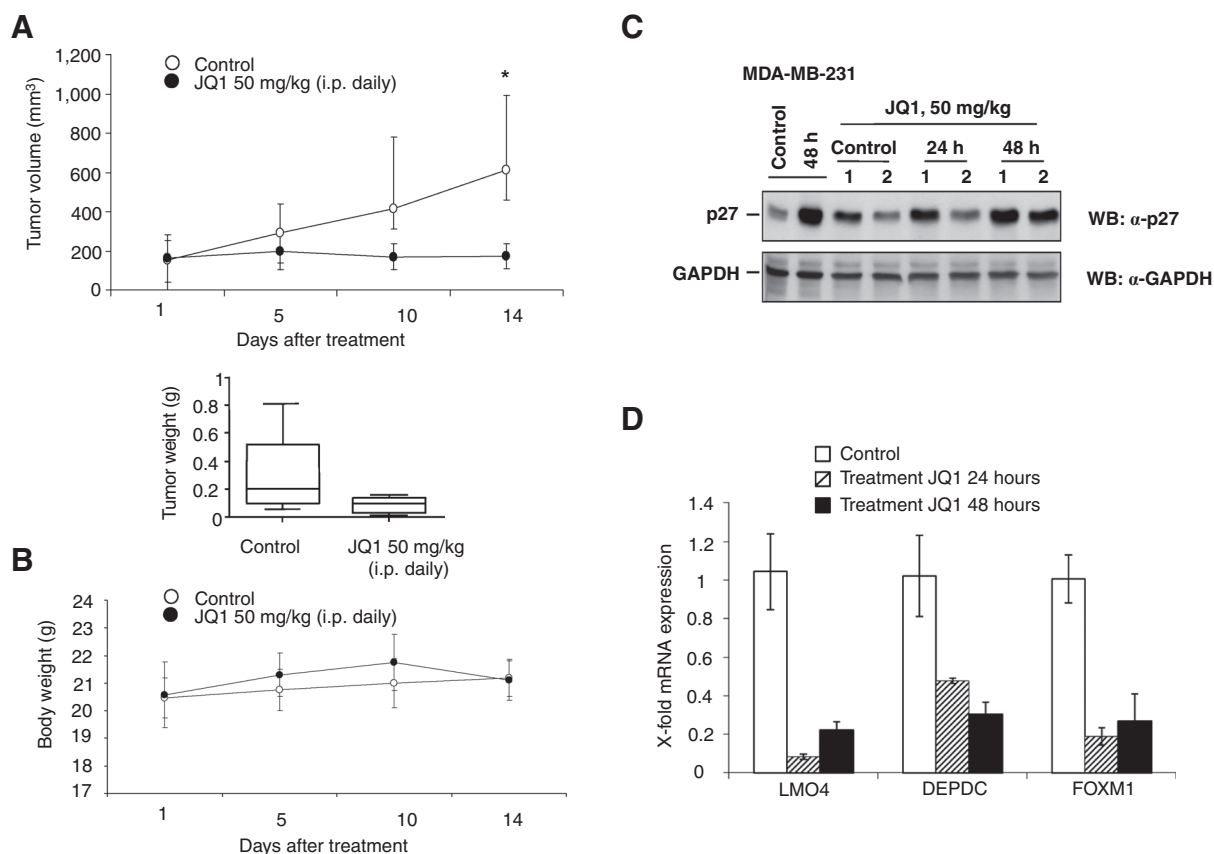 A
1,200
1,000
800
600
400
200
0
Tumor volume (mm³)
Control
JQ1 50 mg/kg (i.p. daily)
*
1 5 10 14
Days after treatment
1
0.8
0.6
0.4
0.2
0
Tumor weight (g)
Control
JQ1 50 mg/kg
(i.p. daily)
B
24
23
22
21
20
19
18
17
Body weight (g)
Control
JQ1 50 mg/kg (i.p. daily)
1 5 10 14
Days after treatment
C
MDA-MB-231
JQ1, 50 mg/kg
Control
48 h
Control 24 h 48 h
1 2 1 2 1 2
p27
WB: α-p27
GAPDH
WB: α-GAPDH
D
Control
Treatment JQ1 24 hours
Treatment JQ1 48 hours
1.4
1.2
1
0.8
0.6
0.4
0.2
0
X-fold mRNA expression
LMO4 DEPDC FOXM1